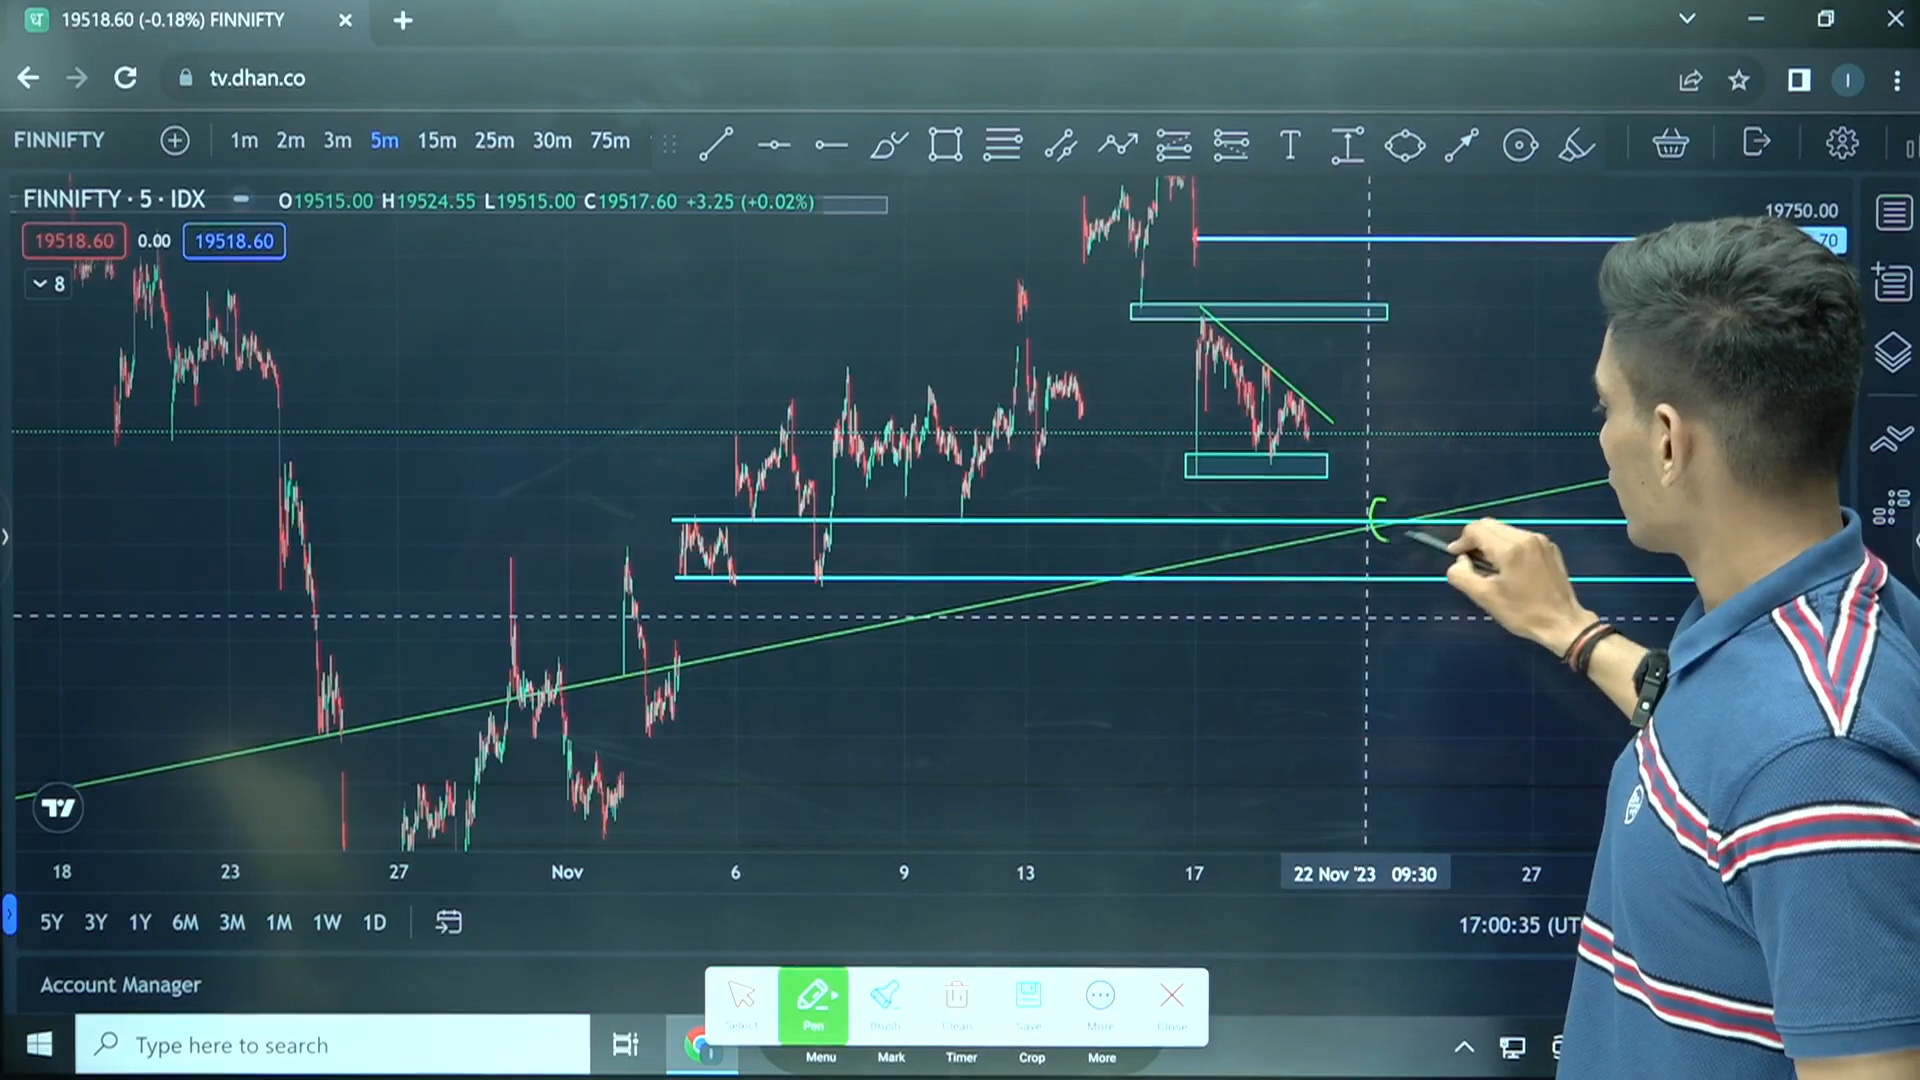 19518.60 (-0.18%) FINNIFTY
tv.dhan.co
I
FINNIFTY 1m 2m 3m 5m 15m 25m 30m 75m
FINNIFTY · 5 · IDX O19515.00 H19524.55 L19515.00 C19517.60 +3.25 (+0.02%)
19750.00
19518.60 0.00 19518.60
70
8
18 23 27 Nov 6 9 13 17 22 Nov '23 09:30 27
5Y 3Y 1Y 6M 3M 1M 1W 1D
17:00:35 (UT
Account Manager
Select Pen Brush Clean Save More Close
Type here to search
Menu Mark Timer Crop More